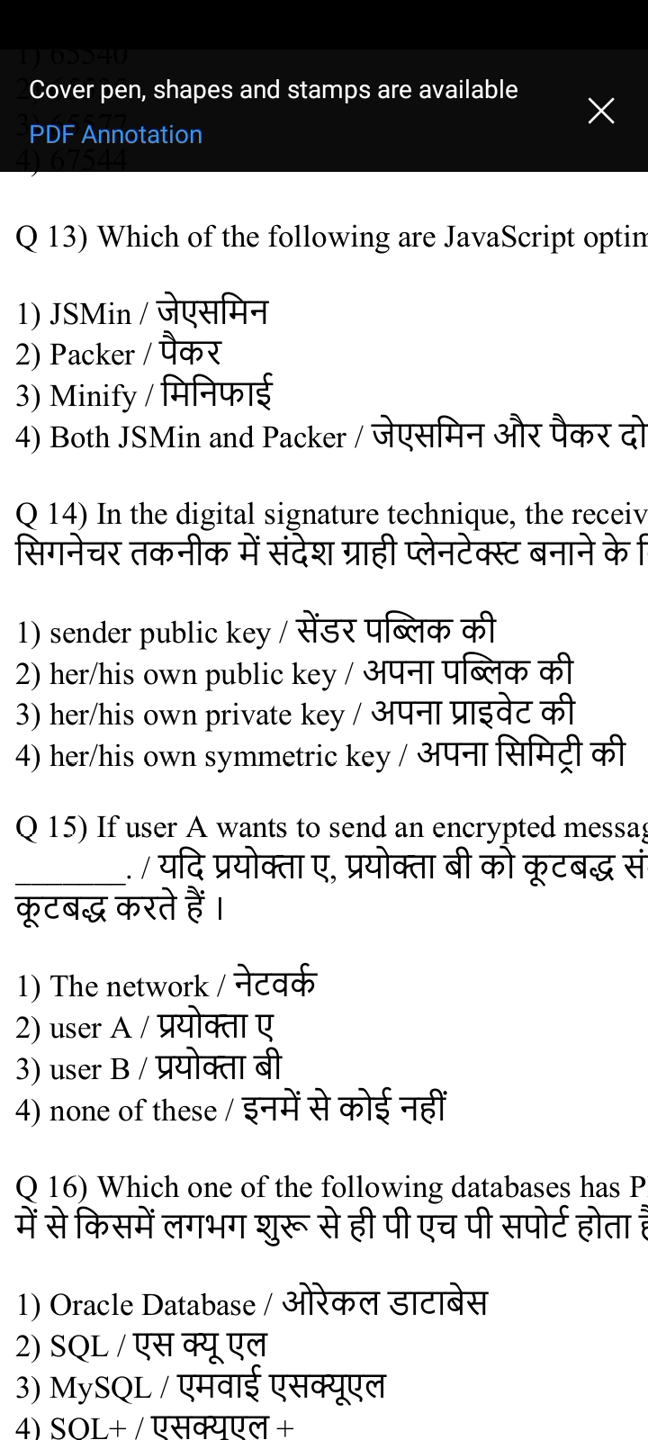 1) 65540
Cover pen, shapes and stamps are available
PDF Annotation
4) 67544
Q 13) Which of the following are JavaScript optim
1) JSMin / जेएसमिन
2) Packer / पैकर
3) Minify / मिनिफाई
4) Both JSMin and Packer / जेएसमिन और पैकर दो
Q 14) In the digital signature technique, the receiv
सिगनेचर तकनीक में संदेश ग्राही प्लेनटेक्स्ट बनाने के
1) sender public key / सेंडर पब्लिक की
2) her/his own public key / अपना पब्लिक की
3) her/his own private key / अपना प्राइवेट की
4) her/his own symmetric key / अपना सिमिट्री की
Q 15) If user A wants to send an encrypted messag
_______. / यदि प्रयोक्ता ए, प्रयोक्ता बी को कूटबद्ध सं
कूटबद्ध करते हैं ।
1) The network / नेटवर्क
2) user A / प्रयोक्ता ए
3) user B / प्रयोक्ता बी
4) none of these / इनमें से कोई नहीं
Q 16) Which one of the following databases has P
में से किसमें लगभग शुरू से ही पी एच पी सपोर्ट होता है
1) Oracle Database / ओरेकल डाटाबेस
2) SQL / एस क्यू एल
3) MySQL / एमवाई एसक्यूएल
4) SQL+ / एसक्यूएल +